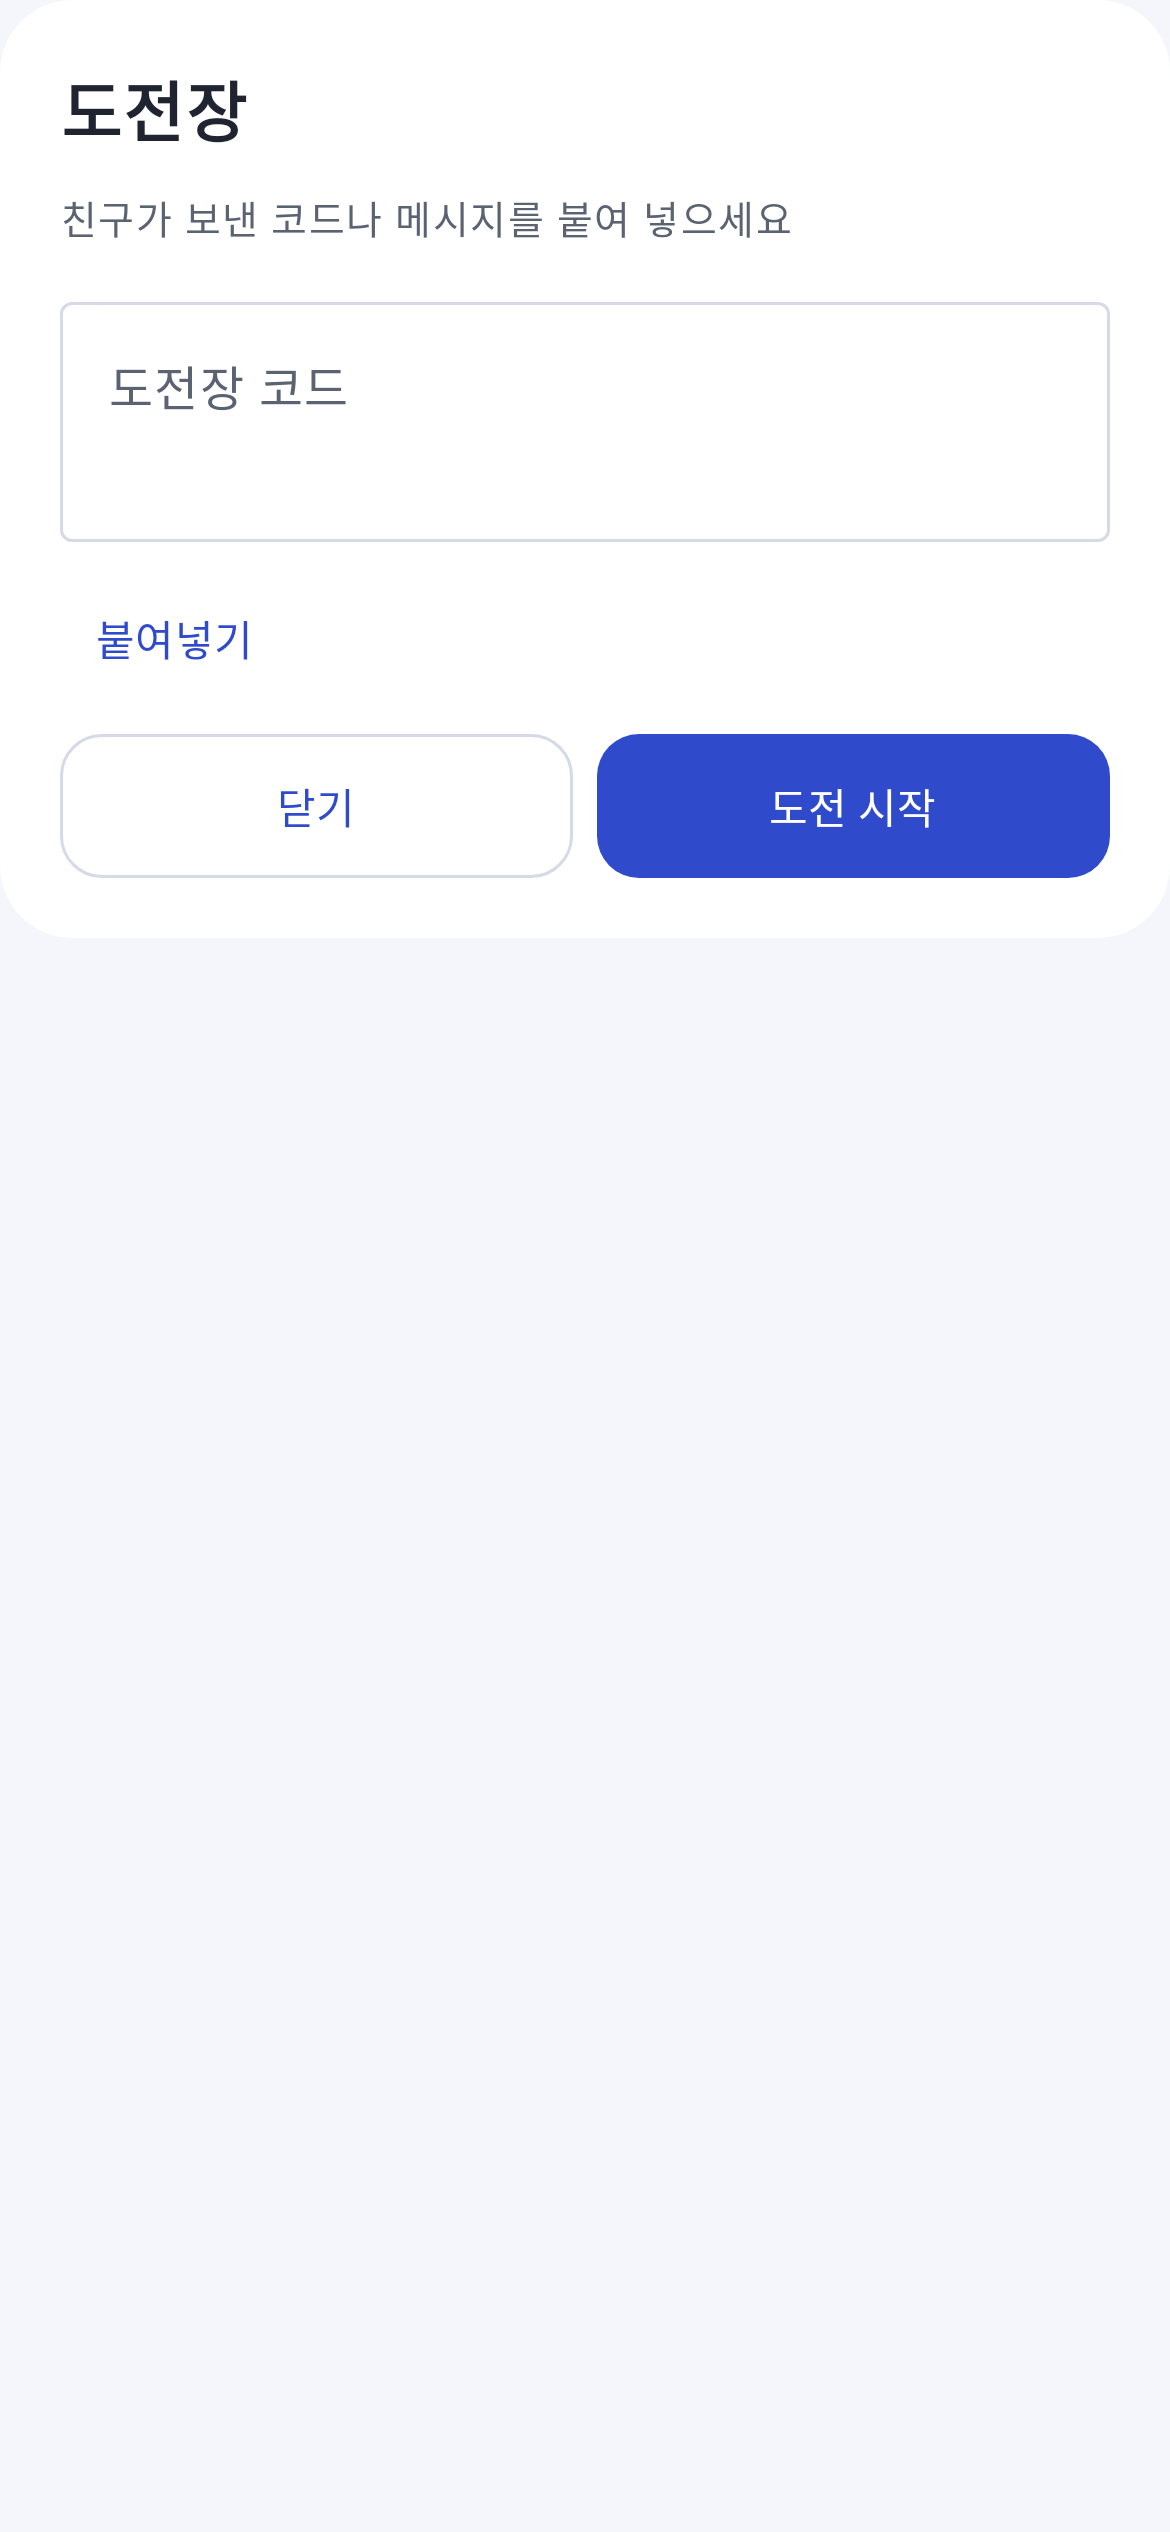 도전장
친구가 보낸 코드나 메시지를 붙여 넣으세요
도전장 코드
붙여넣기
닫기
도전 시작